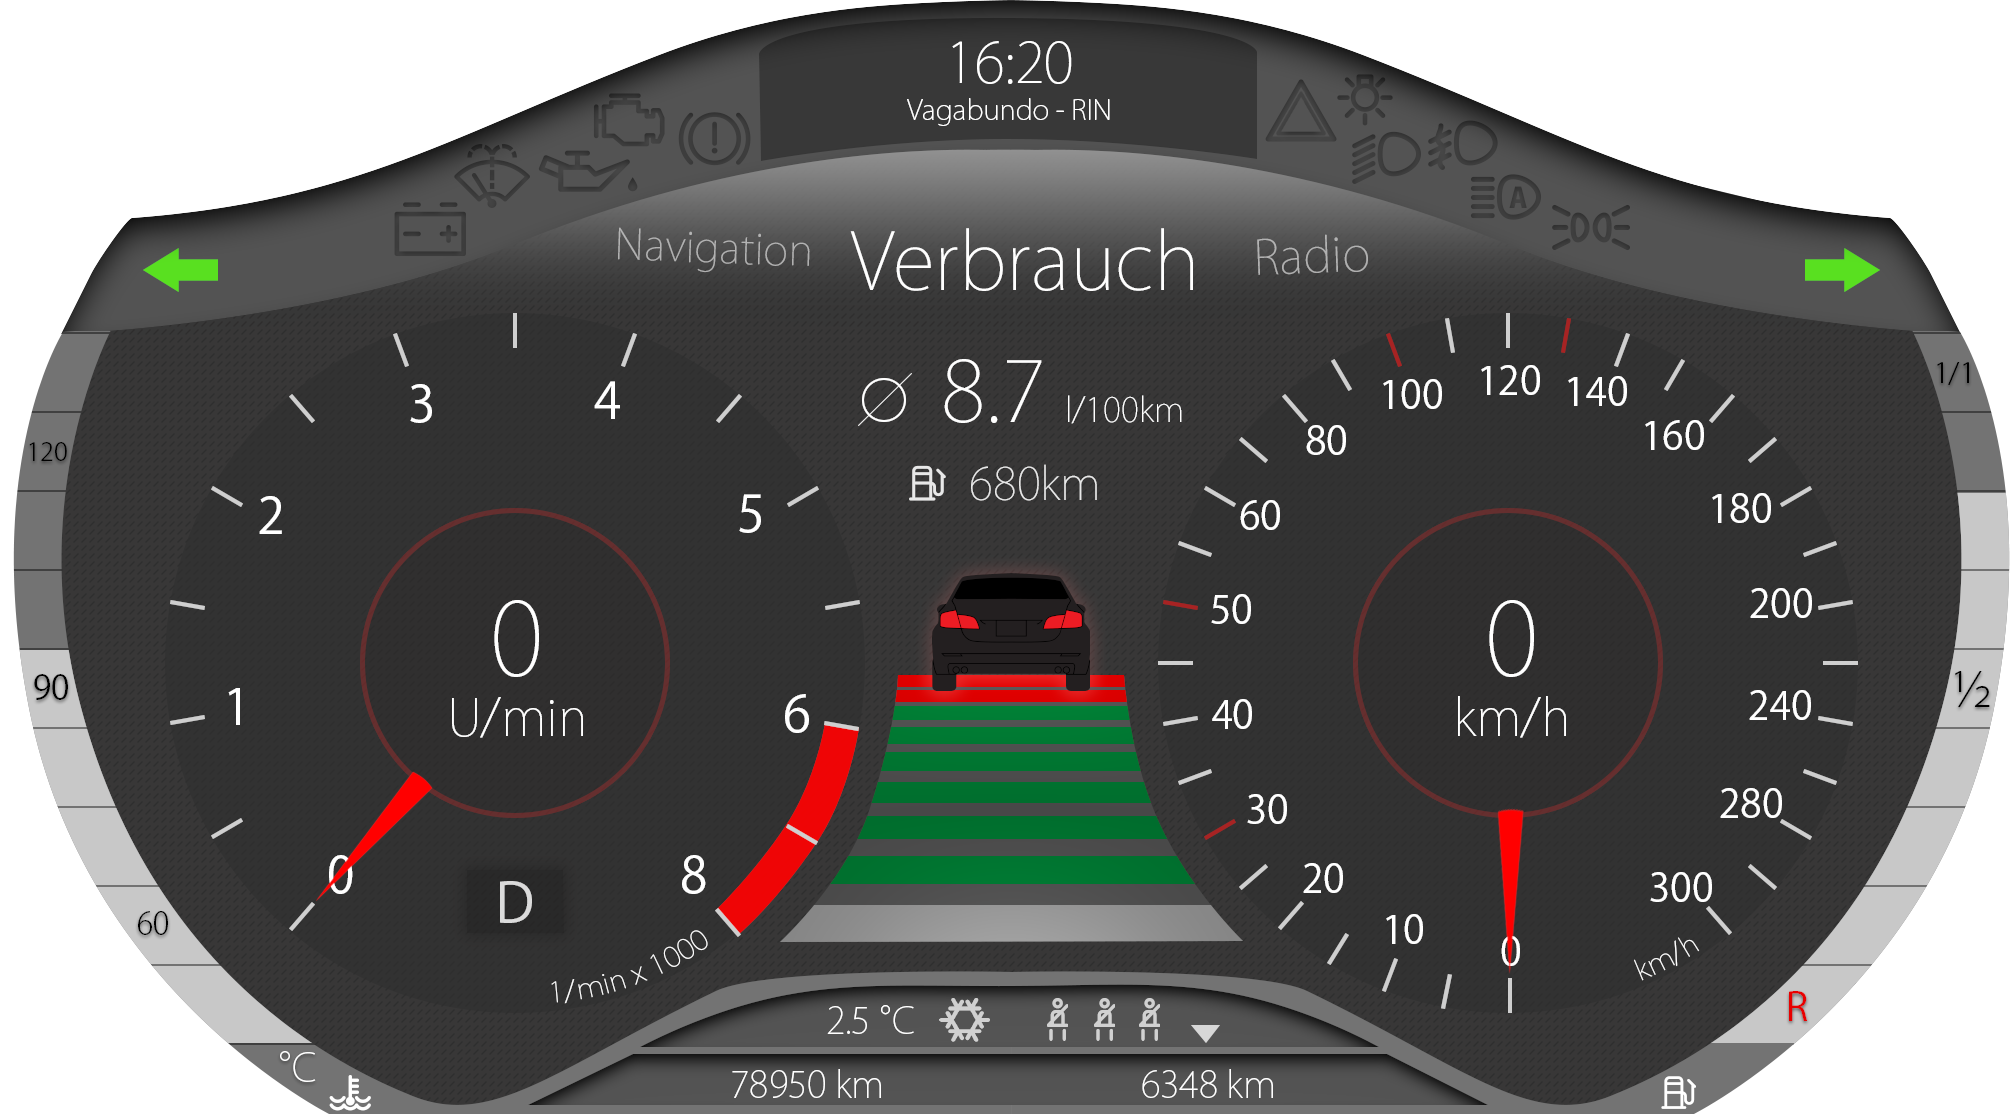 16:20
Vagabundo - RIN
A
Navigation Verbrauch Radio
Ø 8.7 l/100km
680km
0
1
2
3
4
5
6
8
0
U/min
D
1/min x 1000
0
10
20
30
40
50
60
80
100
120
140
160
180
200
240
280
300
km/h
0
km/h
120
90
60
°C
1/1
½
R
2.5 °C
78950 km 6348 km